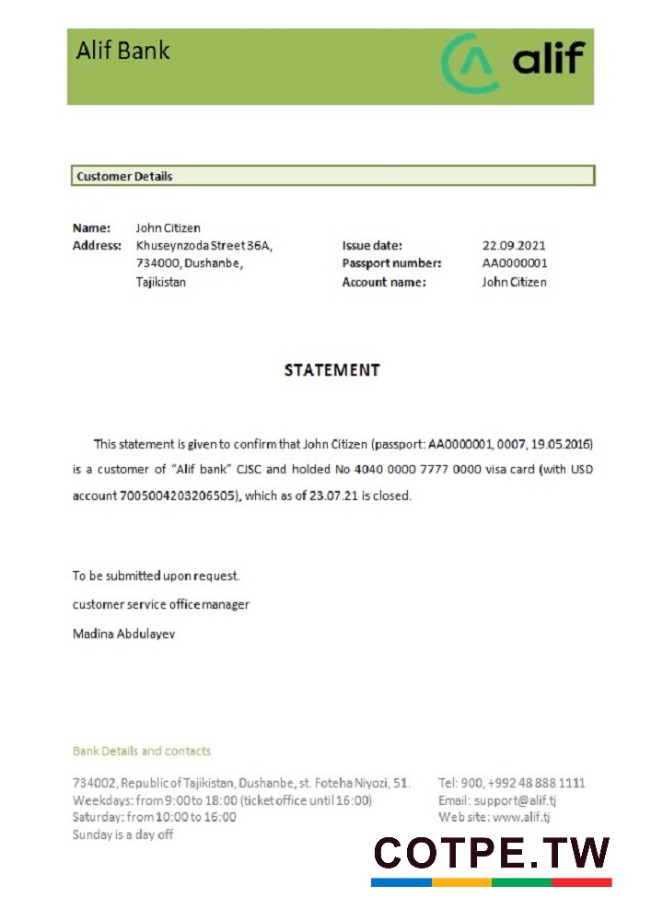 Alif Bank
alif
Customer Details
Name: John Citizen
Address: Khuseynzoda Street 36A,
734000, Dushanbe,
Tajikistan
Issue date: 22.09.2021
Passport number: AA0000001
Account name: John Citizen
STATEMENT
This statement is given to confirm that John Citizen (passport: AA0000001, 0007, 19.05.2016)
is a customer of “Alif bank” CJSC and holded No 4040 0000 7777 0000 visa card (with USD
account 7005004203206505), which as of 23.07.21 is closed.
To be submitted upon request.
customer service office manager
Madina Abdulayev
Bank Details and contacts
734002, Republic of Tajikistan, Dushanbe, st. Foteha Niyozi, 51.
Weekdays: from 9:00 to 18:00 (ticket office until 16:00)
Saturday: from 10:00 to 16:00
Sunday is a day off
Tel: 900, +992 48 888 1111
Email: support@alif.tj
Web site: www.alif.tj
COTPE.TW